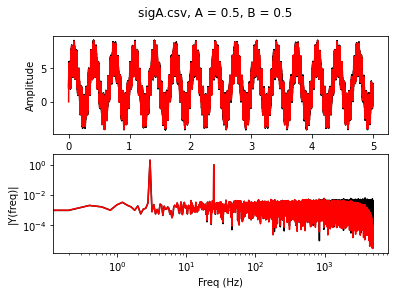 sigA.csv, A = 0.5, B = 0.5
Amplitude
5
0
0 1 2 3 4 5
|Y(freq)|
10⁰
10⁻²
10⁻⁴
10⁰ 10¹ 10² 10³
Freq (Hz)